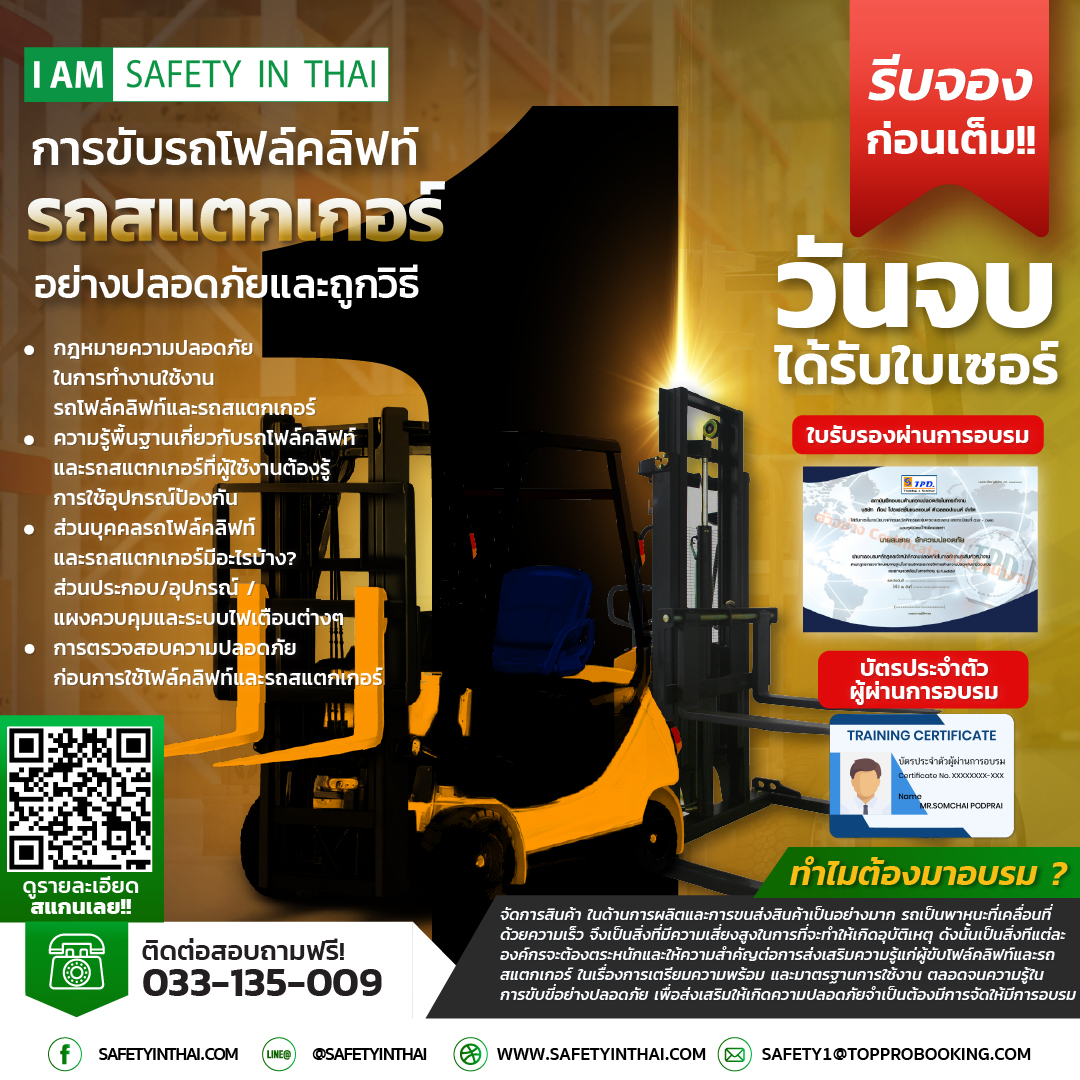 I AM SAFETY IN THAI
รีบจอง
ก่อนเต็ม!!
การขับรถโฟล์คลิฟท์
รถสแตกเกอร์
อย่างปลอดภัยและถูกวิธี
1
วันจบ
ได้รับใบเซอร์
กฎหมายความปลอดภัย
ในการทำงานใช้งาน
รถโฟล์คลิฟท์และรถสแตกเกอร์
ความรู้พื้นฐานเกี่ยวกับรถโฟล์คลิฟท์
และรถสแตกเกอร์ที่ผู้ใช้งานต้องรู้
การใช้อุปกรณ์ป้องกัน
ส่วนบุคคลรถโฟล์คลิฟท์
และรถสแตกเกอร์มีอะไรบ้าง?
ส่วนประกอบ/อุปกรณ์ /
แผงควบคุมและระบบไฟเตือนต่างๆ
การตรวจสอบความปลอดภัย
ก่อนการใช้โฟล์คลิฟท์และรถสแตกเกอร์
ใบรับรองผ่านการอบรม
TPD.
นายสมชาย รักความปลอดภัย
บัตรประจำตัว
ผู้ผ่านการอบรม
TRAINING CERTIFICATE
บัตรประจำตัวผู้ผ่านการอบรม
Certificate No. XXXXXXXX-XXX
Name
MR.SOMCHAI PODPRAI
ดูรายละเอียด
สแกนเลย!!
ติดต่อสอบถามฟรี!
033-135-009
ทำไมต้องมาอบรม ?
จัดการสินค้า ในด้านการผลิตและการขนส่งสินค้าเป็นอย่างมาก รถเป็นพาหนะที่เคลื่อนที่
ด้วยความเร็ว จึงเป็นสิ่งที่มีความเสี่ยงสูงในการที่จะทำให้เกิดอุบัติเหตุ ดังนั้นเป็นสิ่งทีแต่ละ
องค์กรจะต้องตระหนักและให้ความสำคัญต่อการส่งเสริมความรู้แก่ผู้ขับโฟล์คลิฟท์และรถ
สแตกเกอร์ ในเรื่องการเตรียมความพร้อม และมาตรฐานการใช้งาน ตลอดจนความรู้ใน
การขับขี่อย่างปลอดภัย เพื่อส่งเสริมให้เกิดความปลอดภัยจำเป็นต้องมีการจัดให้มีการอบรม
SAFETYINTHAI.COM
LINE@
@SAFETYINTHAI
WWW.SAFETYINTHAI.COM
SAFETY1@TOPPROBOOKING.COM